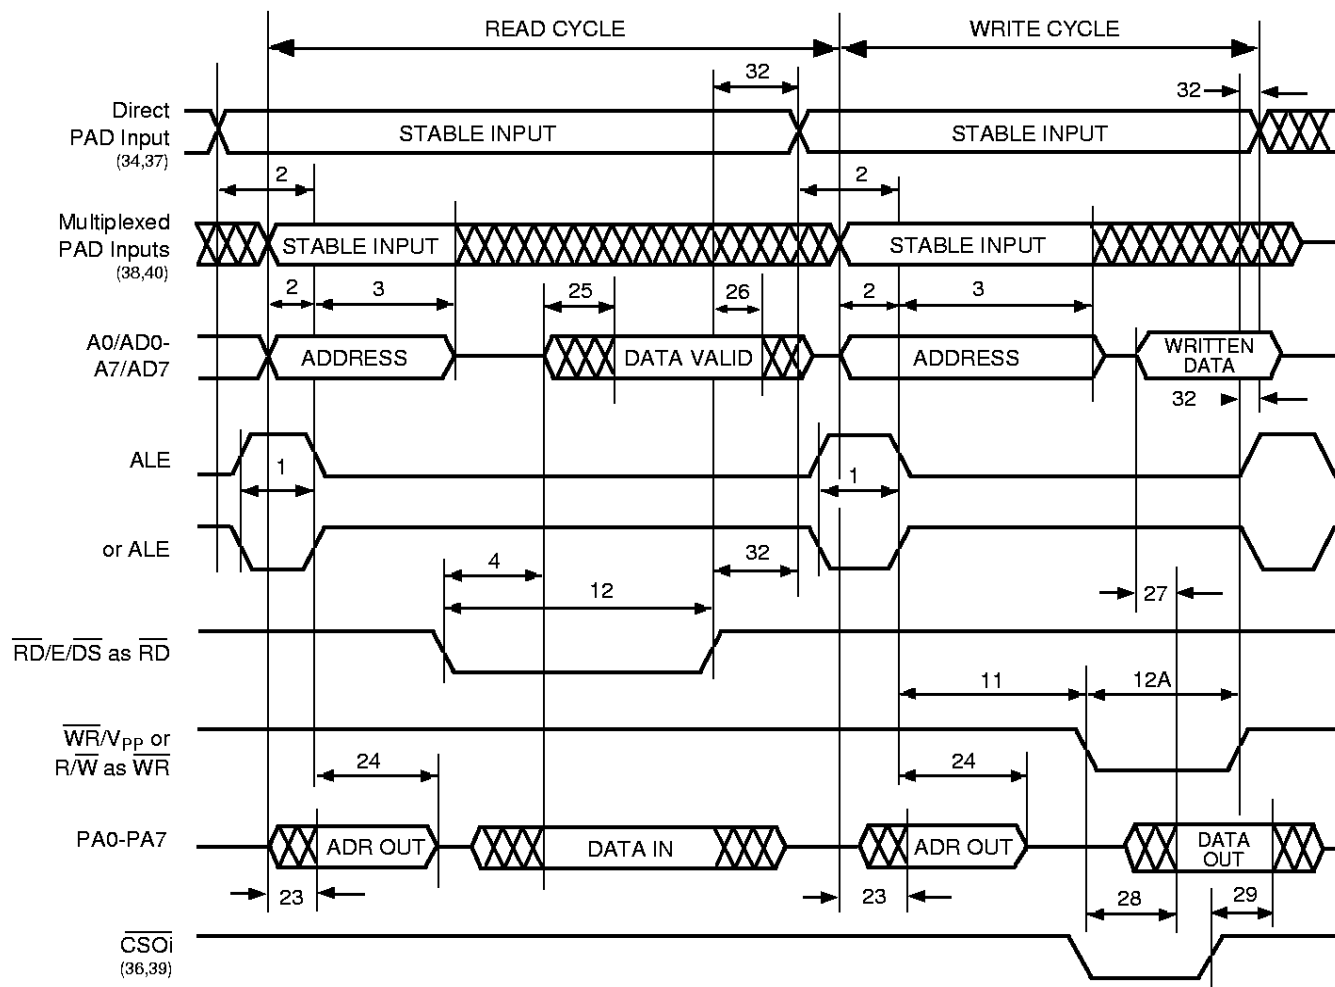 READ CYCLE WRITE CYCLE
32
32
Direct
PAD Input
(34,37)
STABLE INPUT STABLE INPUT
2 2
Multiplexed
PAD Inputs
(38,40)
STABLE INPUT STABLE INPUT
2 3 25 26 2 3
A0/AD0-
A7/AD7
ADDRESS DATA VALID ADDRESS
WRITTEN
DATA
32
ALE
1 1
or ALE
4 32
12 27
RD/E/DS as RD
11 12A
WR/VPP or
R/W as WR
24 24
PA0-PA7
ADR OUT DATA IN ADR OUT
DATA
OUT
23 23 28 29
CSOi
(36,39)